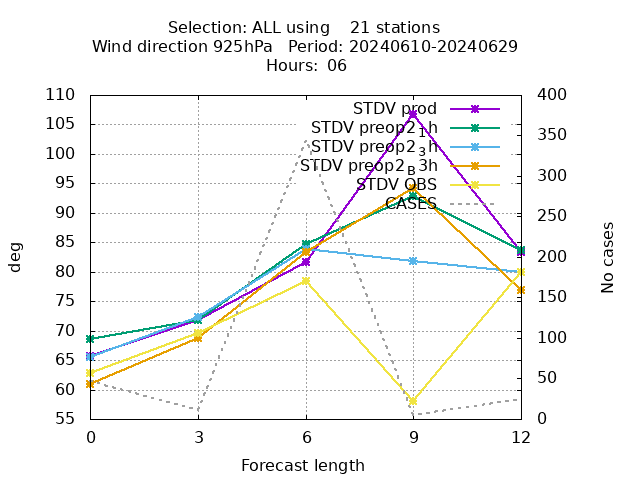 Selection: ALL using 21 stations
Wind direction 925hPa Period: 20240610-20240629
Hours: 06
110
105
100
95
90
85
80
75
70
65
60
55
400
350
300
250
200
150
100
50
0
STDV prod
STDV preop2₁h
STDV preop2₃h
STDV preop2_B3h
STDV OBS
CASES
deg
No cases
0 3 6 9 12
Forecast length